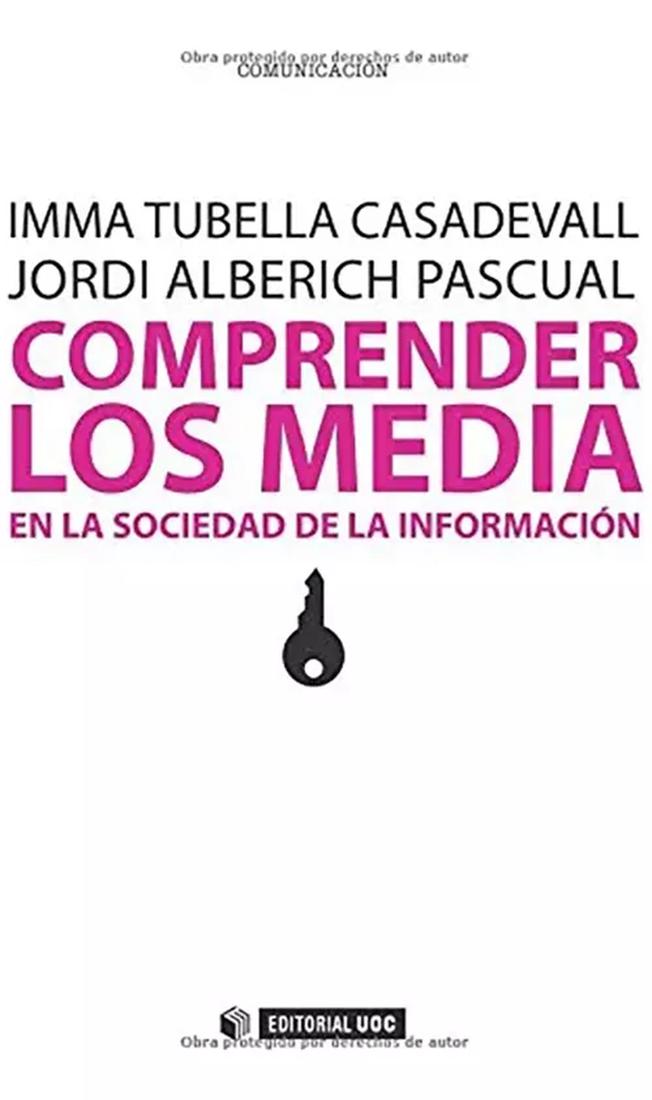 Obra protegido por derechos de autor
COMUNICACIÓN
IMMA TUBELLA CASADEVALL
JORDI ALBERICH PASCUAL
COMPRENDER
LOS MEDIA
EN LA SOCIEDAD DE LA INFORMACIÓN
EDITORIAL UOC
Obra protegido por derechos de autor